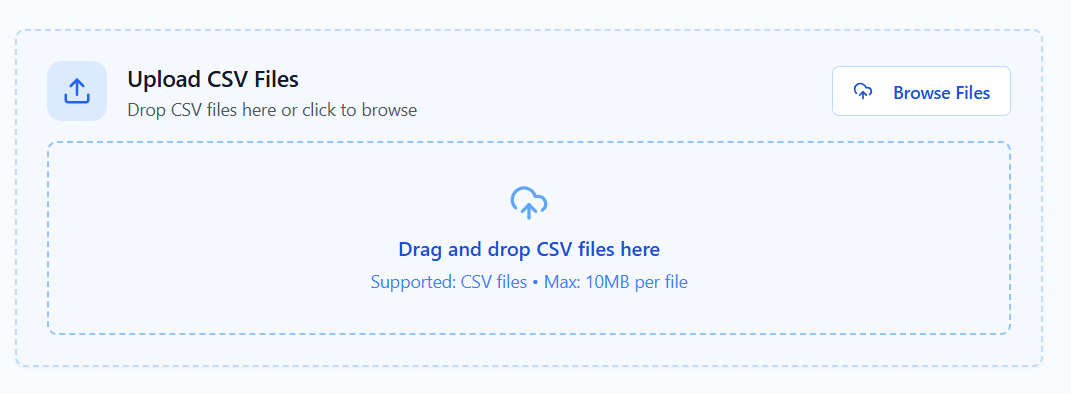 Upload CSV Files
Drop CSV files here or click to browse
Browse Files
Drag and drop CSV files here
Supported: CSV files • Max: 10MB per file